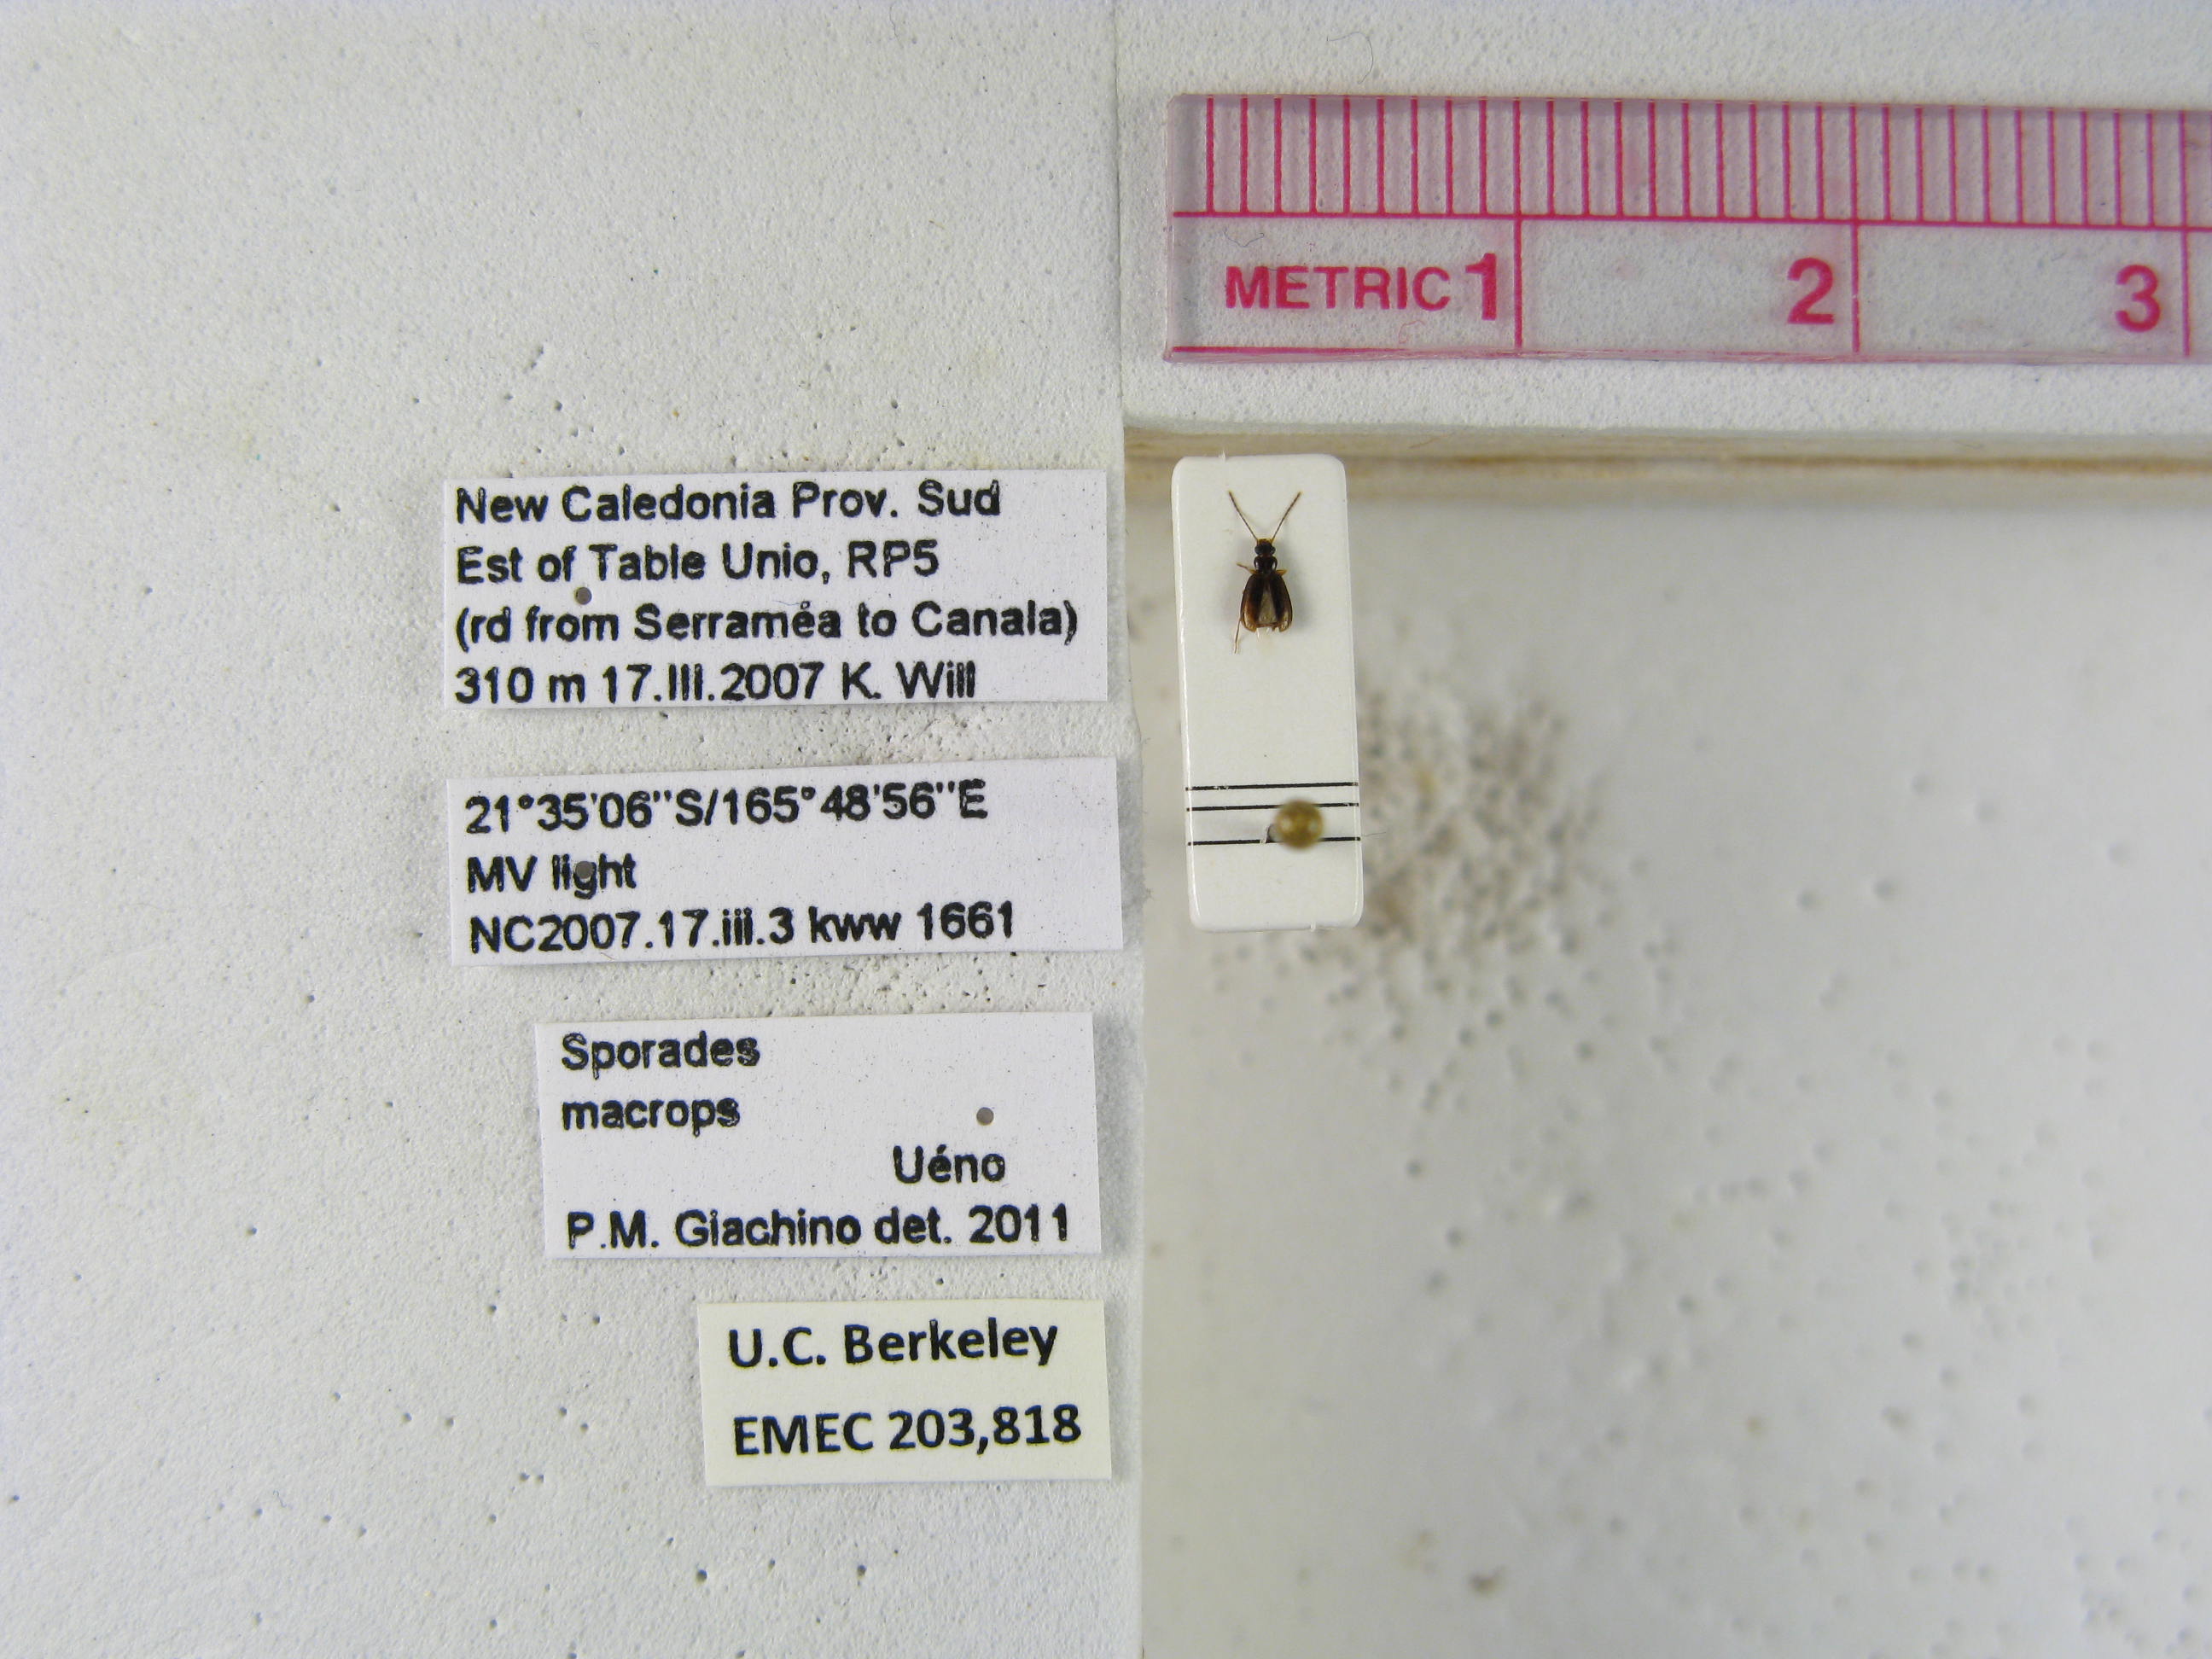 METRIC 1 2 3
New Caledonia Prov. Sud
Est of Table Unio, RP5
(rd from Serraméa to Canala)
310 m 17.III.2007 K. Will
21°35'06''S/165°48'56''E
MV light
NC2007.17.iii.3 kww 1661
Sporades
macrops
Uéno
P.M. Giachino det. 2011
U.C. Berkeley
EMEC 203,818